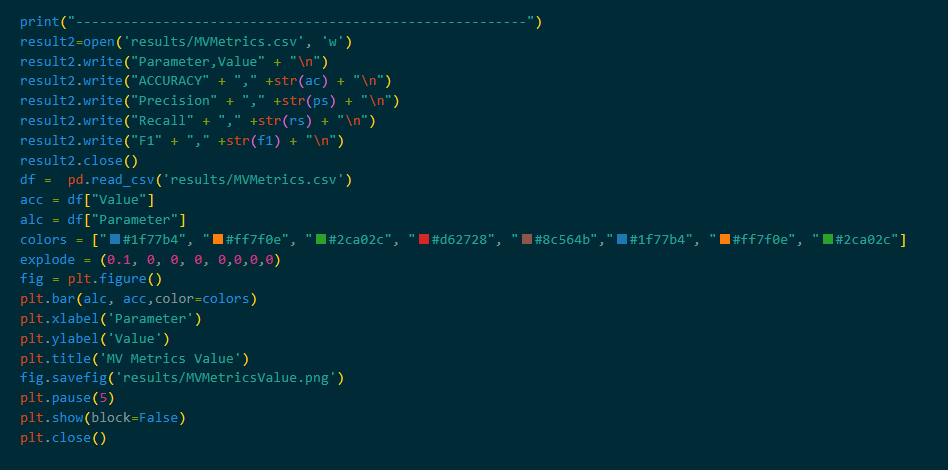 print("---------------------------------------------------------")
result2=open('results/MVMetrics.csv', 'w')
result2.write("Parameter,Value" + "\n")
result2.write("ACCURACY" + "," +str(ac) + "\n")
result2.write("Precision" + "," +str(ps) + "\n")
result2.write("Recall" + "," +str(rs) + "\n")
result2.write("F1" + "," +str(f1) + "\n")
result2.close()
df =  pd.read_csv('results/MVMetrics.csv')
acc = df["Value"]
alc = df["Parameter"]
colors = ["#1f77b4", "#ff7f0e", "#2ca02c", "#d62728", "#8c564b","#1f77b4", "#ff7f0e", "#2ca02c"]
explode = (0.1, 0, 0, 0, 0,0,0,0)
fig = plt.figure()
plt.bar(alc, acc,color=colors)
plt.xlabel('Parameter')
plt.ylabel('Value')
plt.title('MV Metrics Value')
fig.savefig('results/MVMetricsValue.png')
plt.pause(5)
plt.show(block=False)
plt.close()